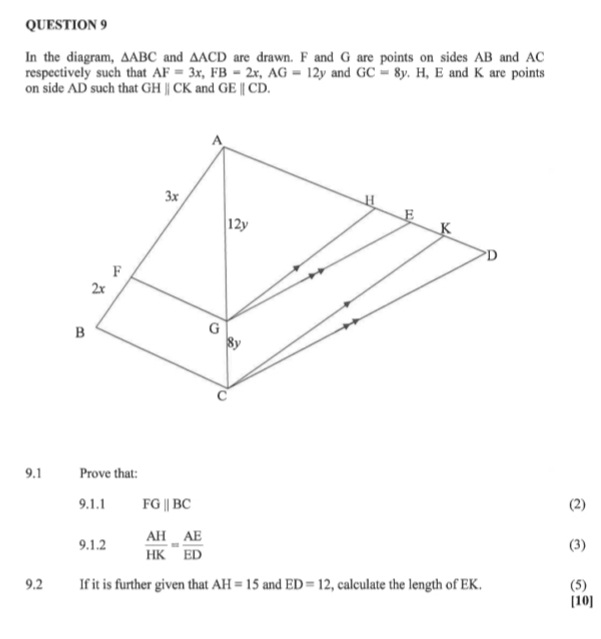 QUESTION 9
In the diagram, ΔABC and ΔACD are drawn. F and G are points on sides AB and AC
respectively such that AF = 3x, FB = 2x, AG = 12y and GC = 8y. H, E and K are points
on side AD such that GH || CK and GE || CD.
A
3x
H
12y
E
K
D
F
2x
G
B
8y
C
9.1 Prove that:
9.1.1 FG || BC (2)
9.1.2 AH/HK = AE/ED (3)
9.2 If it is further given that AH = 15 and ED = 12, calculate the length of EK. (5)
[10]